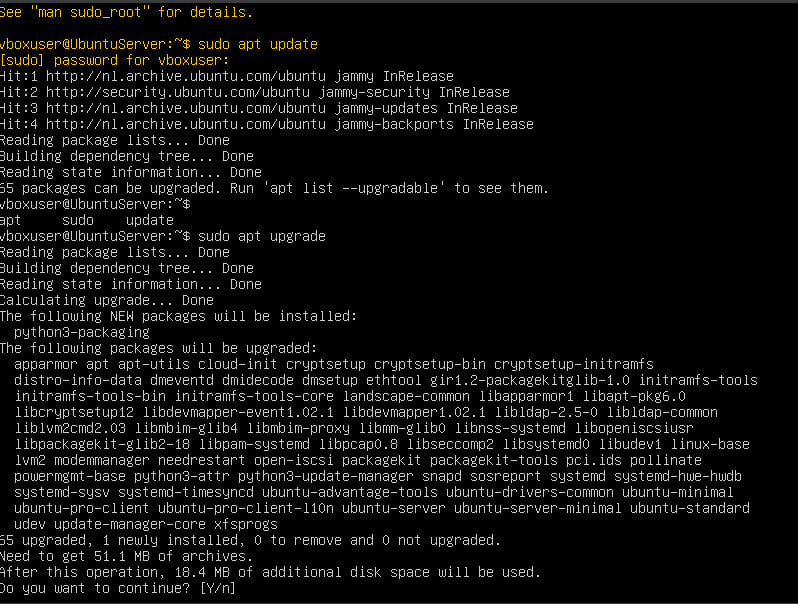 See "man sudo_root" for details.
vboxuser@UbuntuServer:~$ sudo apt update
[sudo] password for vboxuser:
Hit:1 http://nl.archive.ubuntu.com/ubuntu jammy InRelease
Hit:2 http://security.ubuntu.com/ubuntu jammy-security InRelease
Hit:3 http://nl.archive.ubuntu.com/ubuntu jammy-updates InRelease
Hit:4 http://nl.archive.ubuntu.com/ubuntu jammy-backports InRelease
Reading package lists... Done
Building dependency tree... Done
Reading state information... Done
65 packages can be upgraded. Run 'apt list --upgradable' to see them.
vboxuser@UbuntuServer:~$
apt sudo update
vboxuser@UbuntuServer:~$ sudo apt upgrade
Reading package lists... Done
Building dependency tree... Done
Reading state information... Done
Calculating upgrade... Done
The following NEW packages will be installed:
python3-packaging
The following packages will be upgraded:
apparmor apt apt-utils cloud-init cryptsetup cryptsetup-bin cryptsetup-initramfs
distro-info-data dmeventd dmidecode dmsetup ethtool gir1.2-packagekitglib-1.0 initramfs-tools
initramfs-tools-bin initramfs-tools-core landscape-common libapparmor1 libapt-pkg6.0
libcryptsetup12 libdevmapper-event1.02.1 libdevmapper1.02.1 libldap-2.5-0 libldap-common
liblvm2cmd2.03 libmbim-glib4 libmbim-proxy libmm-glib0 libnss-systemd libopeniscsiusr
libpackagekit-glib2-18 libpam-systemd libpcap0.8 libseccomp2 libsystemd0 libudev1 linux-base
lvm2 modemmanager needrestart open-iscsi packagekit packagekit-tools pci.ids pollinate
powermgmt-base python3-attr python3-update-manager snapd sosreport systemd systemd-hwe-hwdb
systemd-sysv systemd-timesyncd ubuntu-advantage-tools ubuntu-drivers-common ubuntu-minimal
ubuntu-pro-client ubuntu-pro-client-l10n ubuntu-server ubuntu-server-minimal ubuntu-standard
udev update-manager-core xfsprogs
65 upgraded, 1 newly installed, 0 to remove and 0 not upgraded.
Need to get 51.1 MB of archives.
After this operation, 18.4 MB of additional disk space will be used.
Do you want to continue? [Y/n]